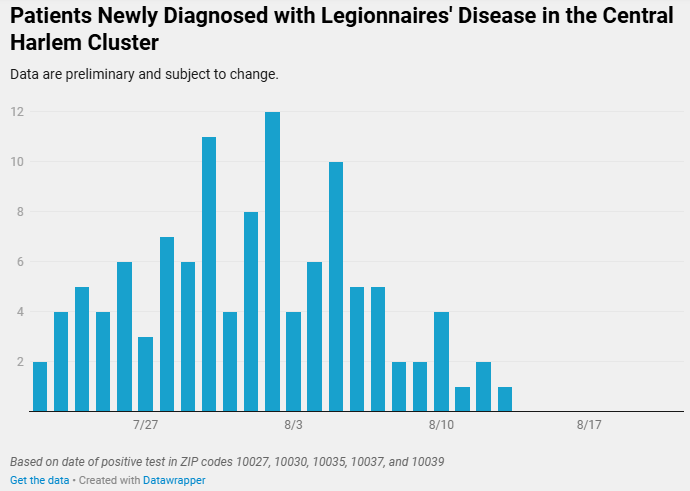 Patients Newly Diagnosed with Legionnaires' Disease in the Central
Harlem Cluster
Data are preliminary and subject to change.
12
10
8
6
4
2
7/27 8/3 8/10 8/17
Based on date of positive test in ZIP codes 10027, 10030, 10035, 10037, and 10039
Get the data • Created with Datawrapper